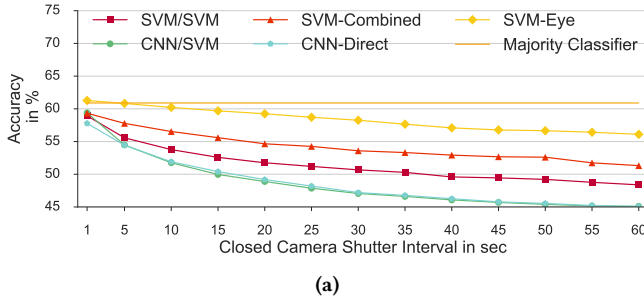 75
70
65
60
55
50
45
Accuracy
in %
SVM/SVM SVM-Combined SVM-Eye
CNN/SVM CNN-Direct Majority Classifier
1 5 10 15 20 25 30 35 40 45 50 55 60
Closed Camera Shutter Interval in sec
(a)